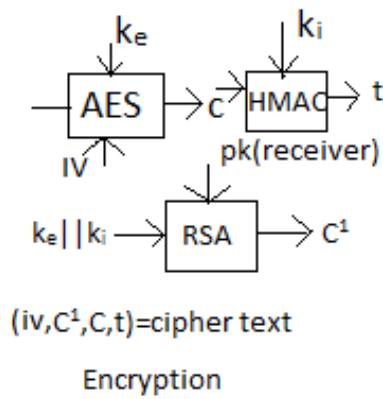 kₑ kᵢ
AES C HMAC t
IV
pk(receiver)
kₑ||kᵢ RSA C¹
(iv,C¹,C,t)=cipher text
Encryption